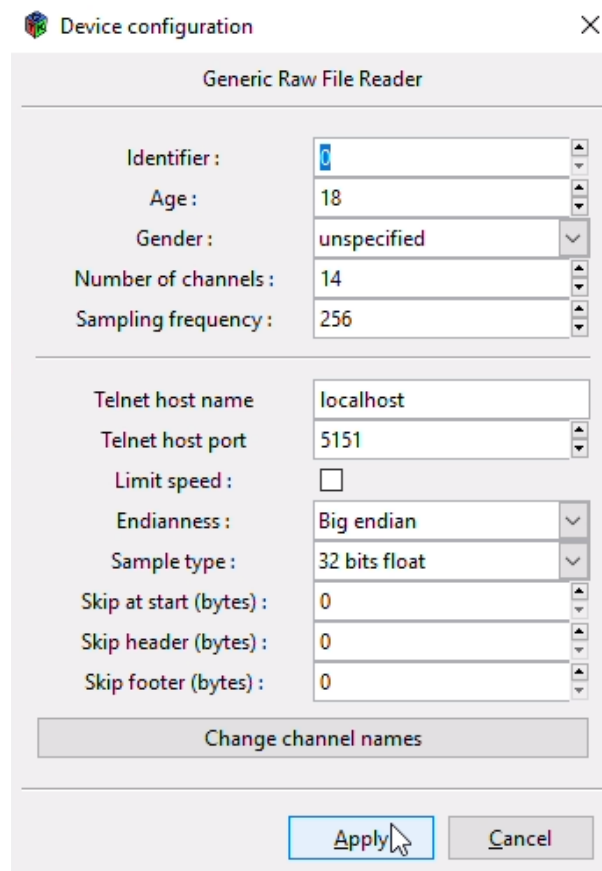 Device configuration
Generic Raw File Reader
Identifier : 0
Age : 18
Gender : unspecified
Number of channels : 14
Sampling frequency : 256
Telnet host name localhost
Telnet host port 5151
Limit speed :
Endianness : Big endian
Sample type : 32 bits float
Skip at start (bytes) : 0
Skip header (bytes) : 0
Skip footer (bytes) : 0
Change channel names
Apply Cancel